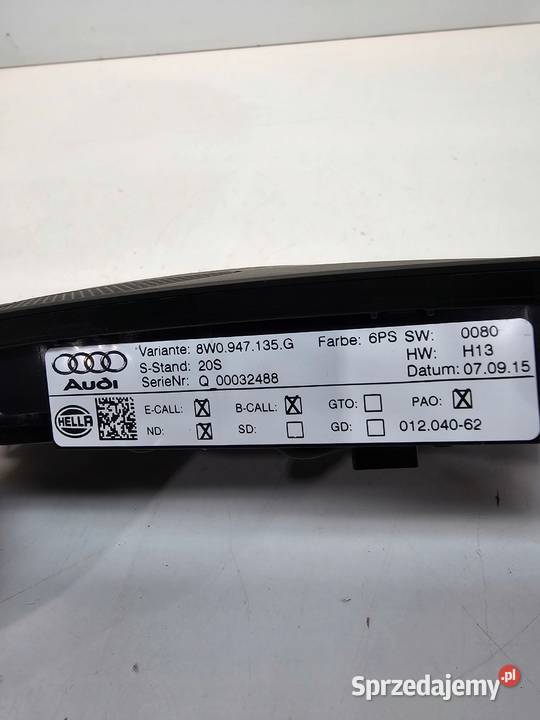 Variante: 8W0.947.135.G Farbe: 6PS SW: 0080
S-Stand: 20S HW: H13
SerieNr: Q_00032488 Datum: 07.09.15
Audi
HELLA E-CALL: B-CALL: GTO: PAO:
ND: SD: GD: 012.040-62
Sprzedajemy.pl